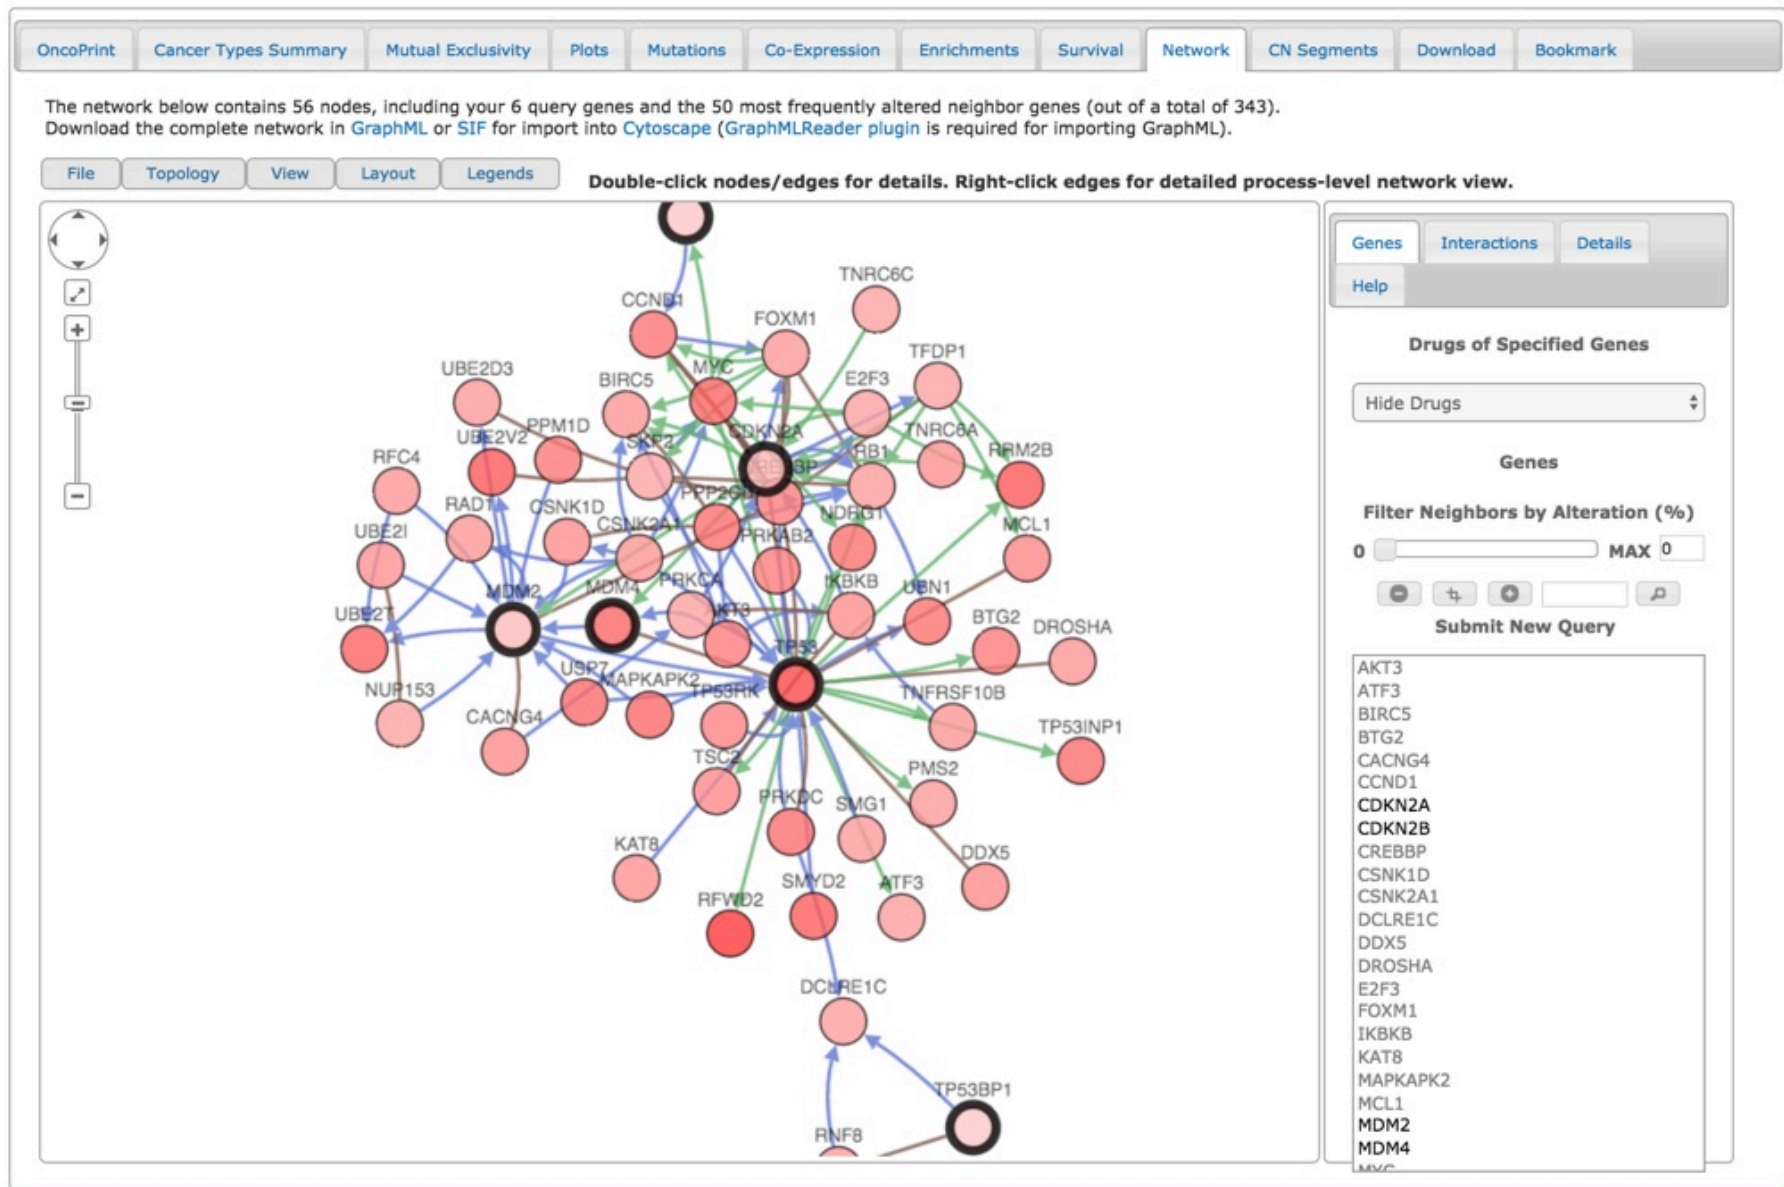 OncoPrint
Cancer Types Summary
Mutual Exclusivity
Plots
Mutations
Co-Expression
Enrichments
Survival
Network
CN Segments
Download
Bookmark
The network below contains 56 nodes, including your 6 query genes and the 50 most frequently altered neighbor genes (out of a total of 343).
Download the complete network in GraphML or SIF for import into Cytoscape (GraphMLReader plugin is required for importing GraphML).
File
Topology
View
Layout
Legends
Double-click nodes/edges for details. Right-click edges for detailed process-level network view.
TNRC6C
CCND1
FOXM1
TFDP1
UBE2D3
MYC
BIRC5
E2F3
PPM1D
CDKN2A
TNRC6A
UBE2V2
SKP2
RB1
RRM2B
RFC4
RAD1
CSNK1D
NDRG1
CSNK2A1
MCL1
UBE2I
PRKAB2
MDM2
MDM4
PRKCA
IKBKB
UBN1
UBE2T
AKT3
BTG2
DROSHA
TP53
USP7
MAPKAPK2
NUP153
TP53RK
TNFRSF10B
CACNG4
TP53INP1
TSC2
PMS2
PRKDC
SMG1
KAT8
DDX5
SMYD2
ATF3
RFWD2
DCLRE1C
TP53BP1
RNF8
Genes
Interactions
Details
Help
Drugs of Specified Genes
Hide Drugs
Genes
Filter Neighbors by Alteration (%)
0
MAX 0
Submit New Query
AKT3
ATF3
BIRC5
BTG2
CACNG4
CCND1
CDKN2A
CDKN2B
CREBBP
CSNK1D
CSNK2A1
DCLRE1C
DDX5
DROSHA
E2F3
FOXM1
IKBKB
KAT8
MAPKAPK2
MCL1
MDM2
MDM4
MYC